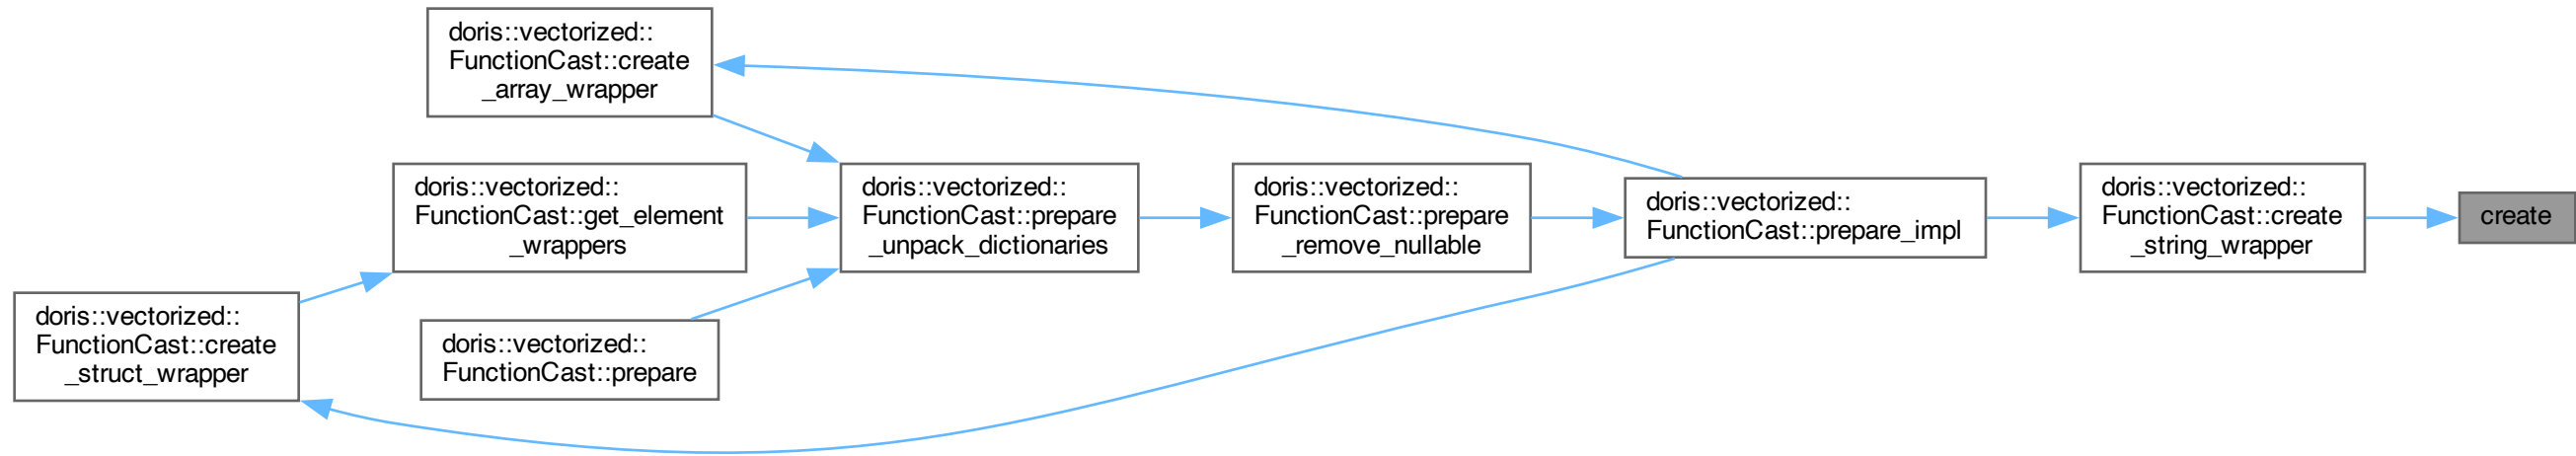 doris::vectorized::
FunctionCast::create
_array_wrapper
doris::vectorized::
FunctionCast::get_element
_wrappers
doris::vectorized::
FunctionCast::prepare
_unpack_dictionaries
doris::vectorized::
FunctionCast::prepare
_remove_nullable
doris::vectorized::
FunctionCast::prepare_impl
doris::vectorized::
FunctionCast::create
_string_wrapper
create
doris::vectorized::
FunctionCast::create
_struct_wrapper
doris::vectorized::
FunctionCast::prepare